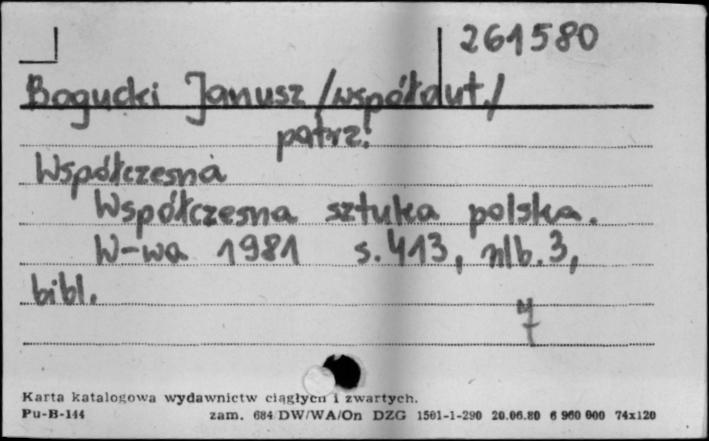 261580
Bogucki Janusz /współaut./
patrz:
Współczesna
Współczesna sztuka polska.
W-wa 1981 s. 413, nlb. 3,
bibl.
Karta katalogowa wydawnictw ciągłych i zwartych.
Pu-B-144 zam. 684/DW/WA/On DZG 1501-1-290 20.06.80 6 900 000 74x120